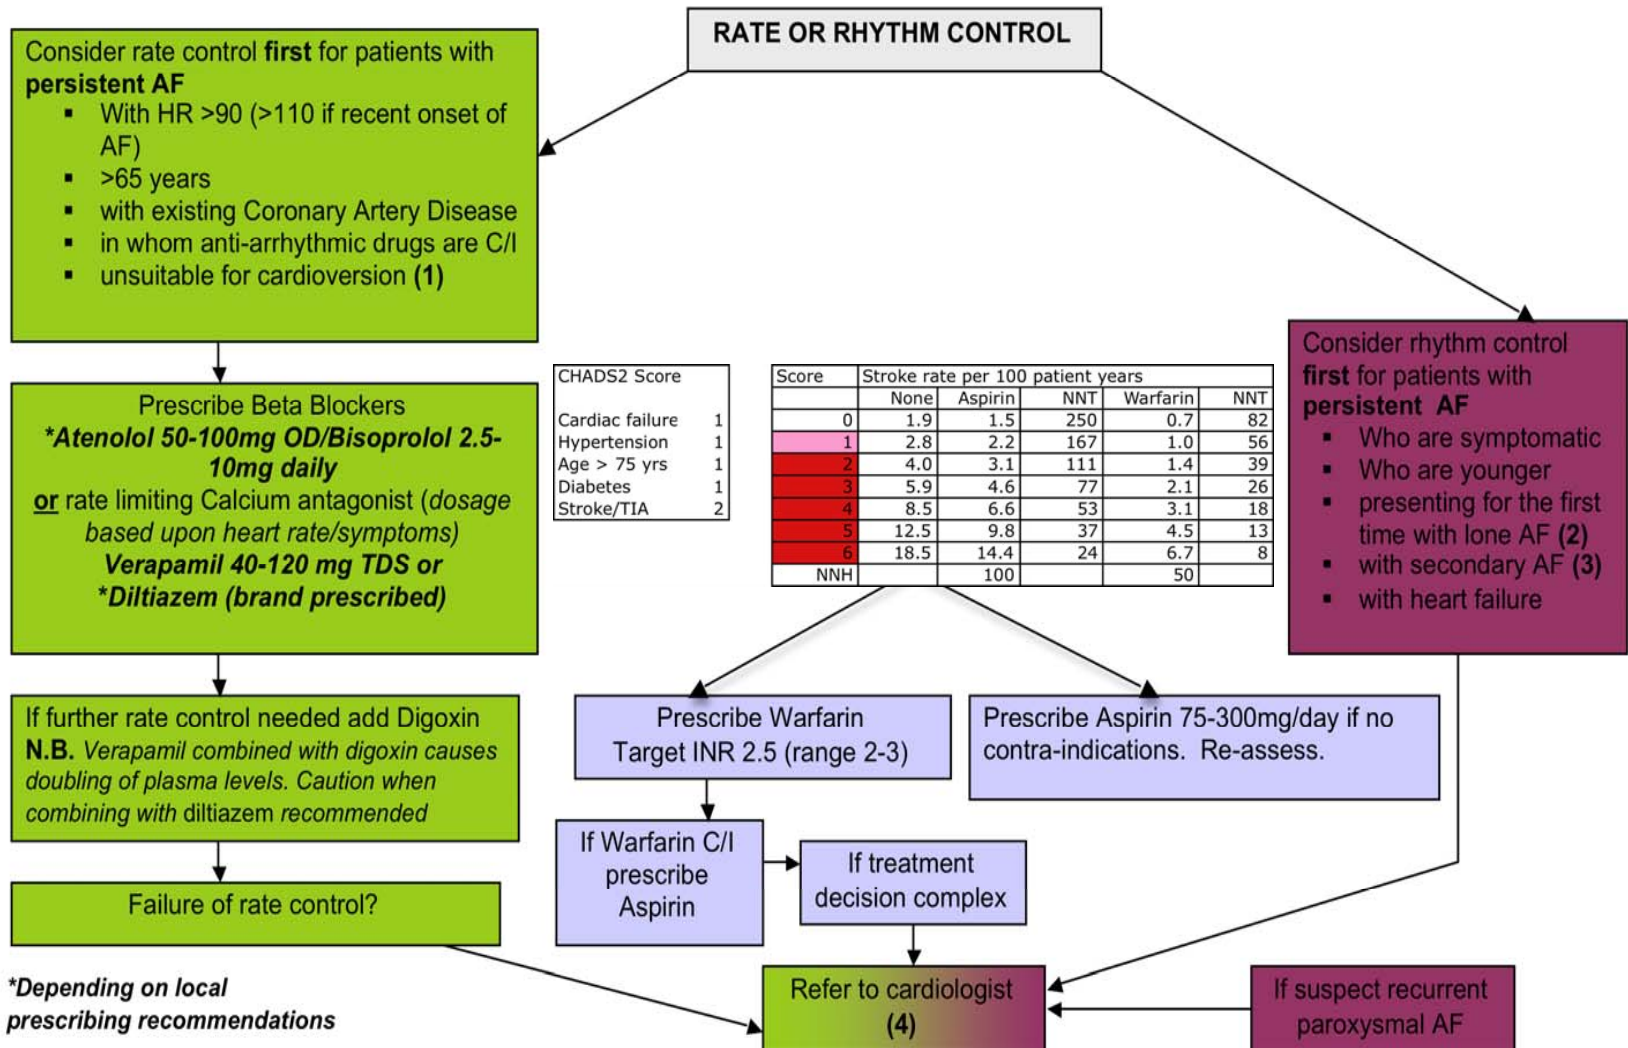 RATE OR RHYTHM CONTROL
Consider rate control first for patients with
persistent AF
▪ With HR >90 (>110 if recent onset of
AF)
▪ >65 years
▪ with existing Coronary Artery Disease
▪ in whom anti-arrhythmic drugs are C/I
▪ unsuitable for cardioversion (1)
Prescribe Beta Blockers
*Atenolol 50-100mg OD/Bisoprolol 2.5-
10mg daily
or rate limiting Calcium antagonist (dosage
based upon heart rate/symptoms)
Verapamil 40-120 mg TDS or
*Diltiazem (brand prescribed)
If further rate control needed add Digoxin
N.B. Verapamil combined with digoxin causes
doubling of plasma levels. Caution when
combining with diltiazem recommended
Failure of rate control?
*Depending on local
prescribing recommendations
CHADS2 Score
Cardiac failure 1
Hypertension 1
Age > 75 yrs 1
Diabetes 1
Stroke/TIA 2
Score Stroke rate per 100 patient years
None Aspirin NNT Warfarin NNT
0 1.9 1.5 250 0.7 82
1 2.8 2.2 167 1.0 56
2 4.0 3.1 111 1.4 39
3 5.9 4.6 77 2.1 26
4 8.5 6.6 53 3.1 18
5 12.5 9.8 37 4.5 13
6 18.5 14.4 24 6.7 8
NNH 100 50
Prescribe Warfarin
Target INR 2.5 (range 2-3)
Prescribe Aspirin 75-300mg/day if no
contra-indications. Re-assess.
If Warfarin C/I
prescribe
Aspirin
If treatment
decision complex
Refer to cardiologist
(4)
Consider rhythm control
first for patients with
persistent AF
▪ Who are symptomatic
▪ Who are younger
▪ presenting for the first
time with lone AF (2)
▪ with secondary AF (3)
▪ with heart failure
If suspect recurrent
paroxysmal AF